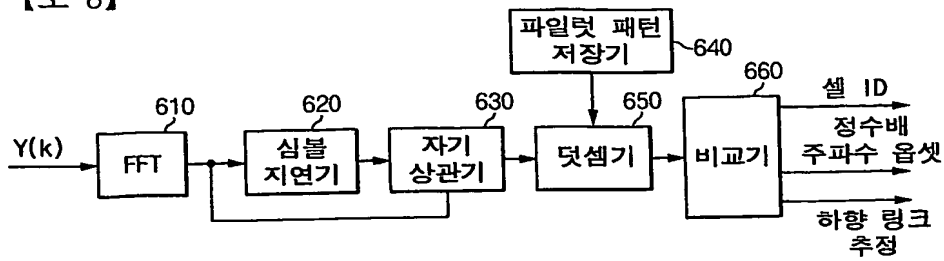 파일럿 패턴
저장기
640
610
620
630
650
660
Y(k)
FFT
심볼
지연기
자기
상관기
덧셈기
비교기
셀 ID
정수배
주파수 옵셋
하향 링크
추정